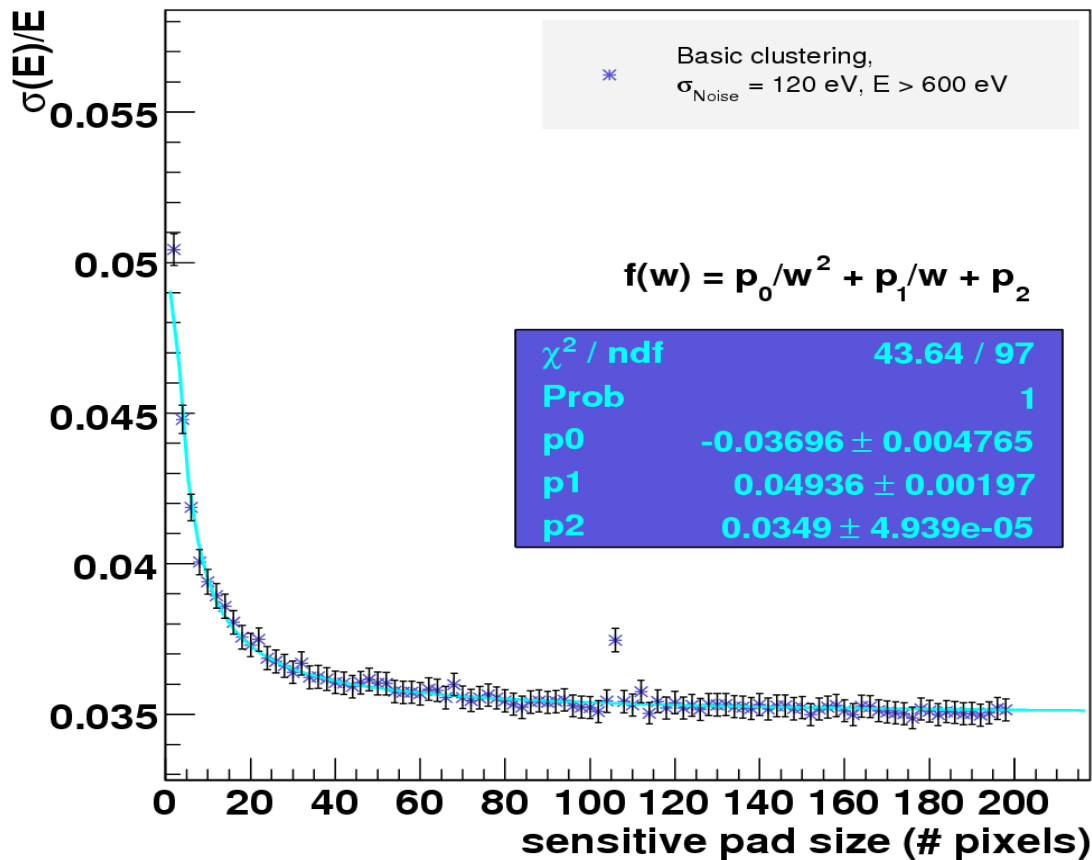 σ(E)/E
Basic clustering,
σNoise = 120 eV, E > 600 eV
0.055
0.05
f(w) = p0/w² + p1/w + p2
χ² / ndf 43.64 / 97
Prob 1
p0 -0.03696 ± 0.004765
p1 0.04936 ± 0.00197
p2 0.0349 ± 4.939e-05
0.045
0.04
0.035
0 20 40 60 80 100 120 140 160 180 200
sensitive pad size (# pixels)